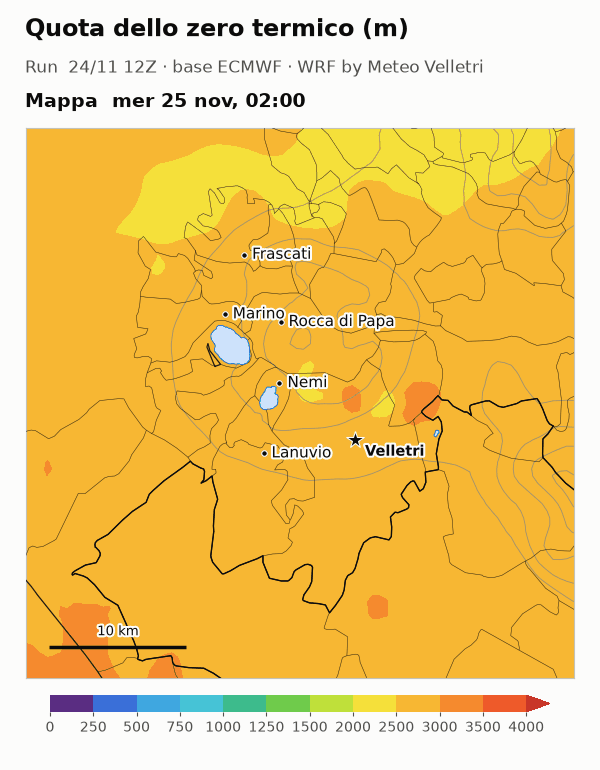 Quota dello zero termico (m)
Run  24/11 12Z · base ECMWF · WRF by Meteo Velletri
Mappa  mer 25 nov, 02:00
Frascati
Marino
Rocca di Papa
Nemi
Velletri
Lanuvio
10 km
0 250 500 750 1000 1250 1500 2000 2500 3000 3500 4000